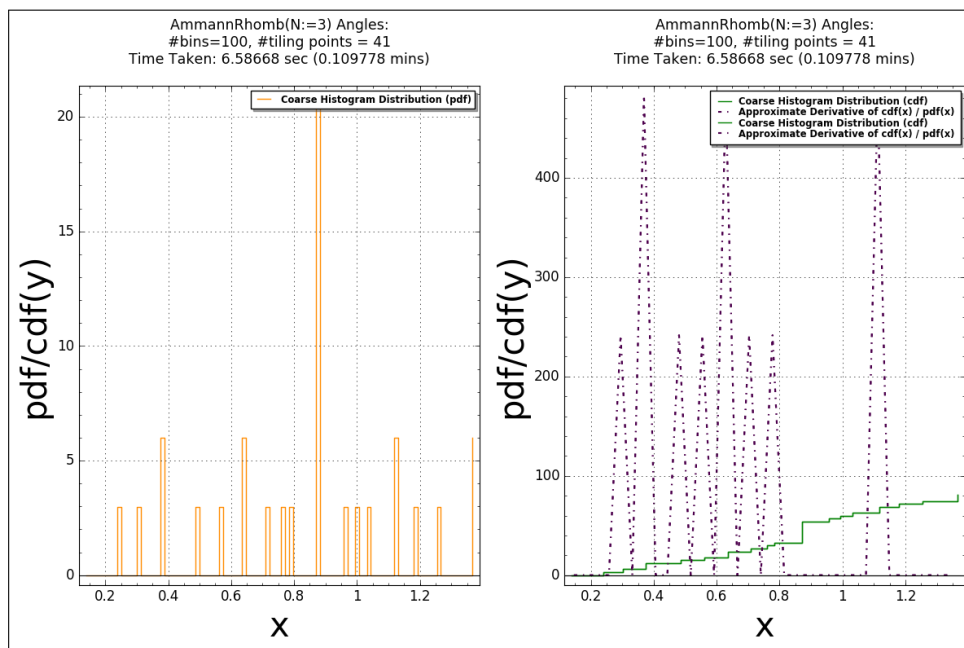 AmmannRhomb(N:=3) Angles:
#bins=100, #tiling points = 41
Time Taken: 6.58668 sec (0.109778 mins)
Coarse Histogram Distribution (pdf)
20
15
10
5
0
0.2 0.4 0.6 0.8 1 1.2
x
pdf/cdf(y)
AmmannRhomb(N:=3) Angles:
#bins=100, #tiling points = 41
Time Taken: 6.58668 sec (0.109778 mins)
Coarse Histogram Distribution (cdf)
Approximate Derivative of cdf(x) / pdf(x)
Coarse Histogram Distribution (cdf)
Approximate Derivative of cdf(x) / pdf(x)
400
300
200
100
0
0.2 0.4 0.6 0.8 1 1.2
x
pdf/cdf(y)